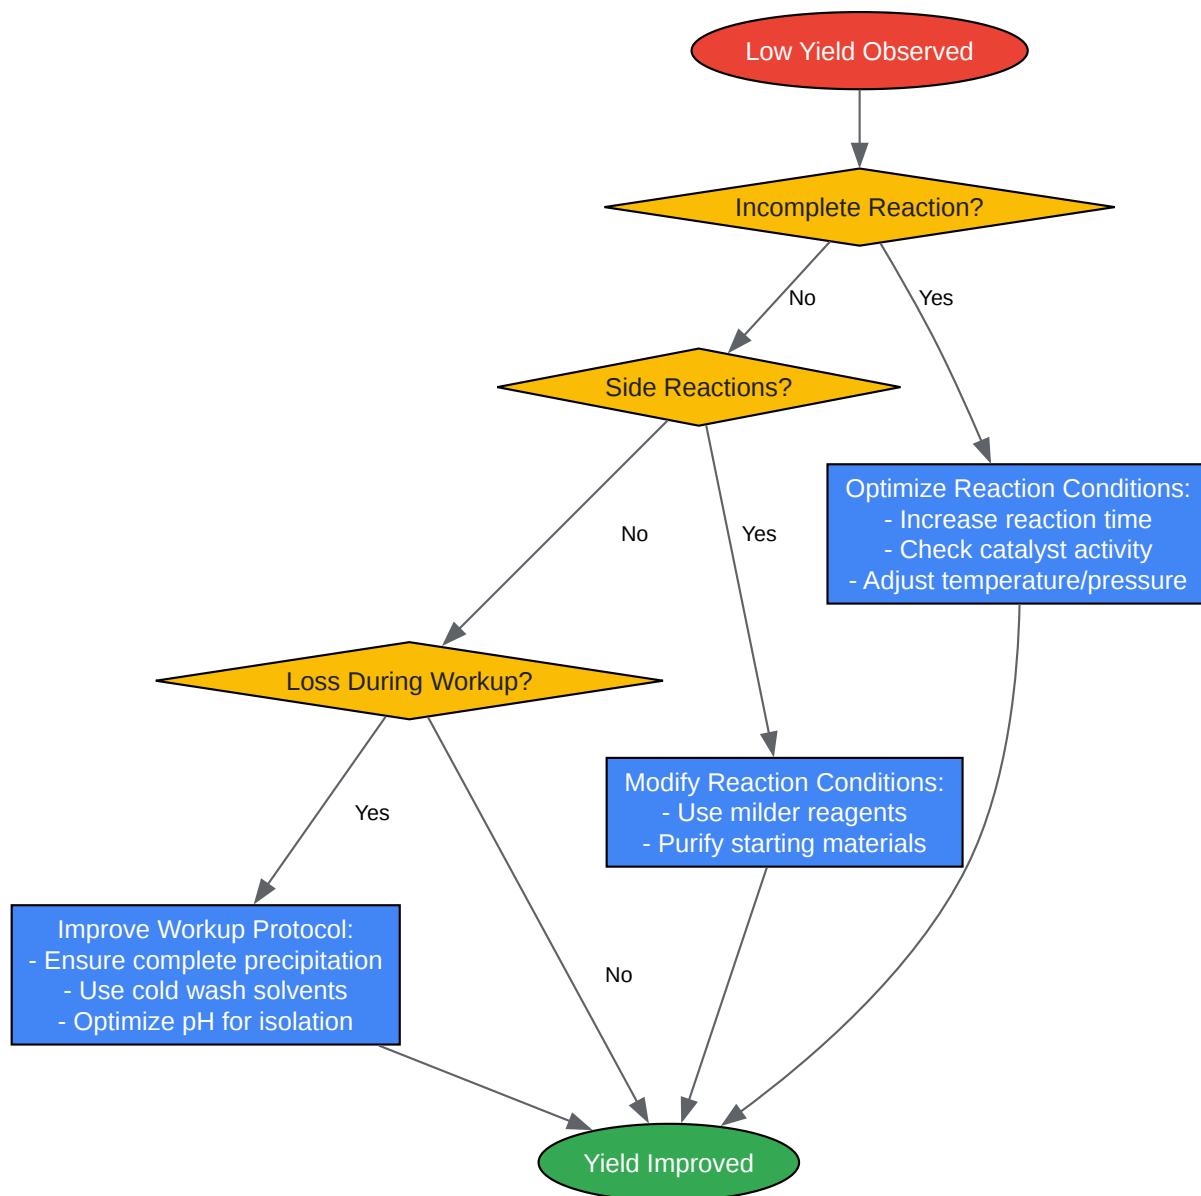 Low Yield Observed
Incomplete Reaction?
No
Yes
Side Reactions?
Optimize Reaction Conditions:
- Increase reaction time
- Check catalyst activity
- Adjust temperature/pressure
No
Yes
Loss During Workup?
Modify Reaction Conditions:
- Use milder reagents
- Purify starting materials
Yes
Improve Workup Protocol:
- Ensure complete precipitation
- Use cold wash solvents
- Optimize pH for isolation
No
Yield Improved